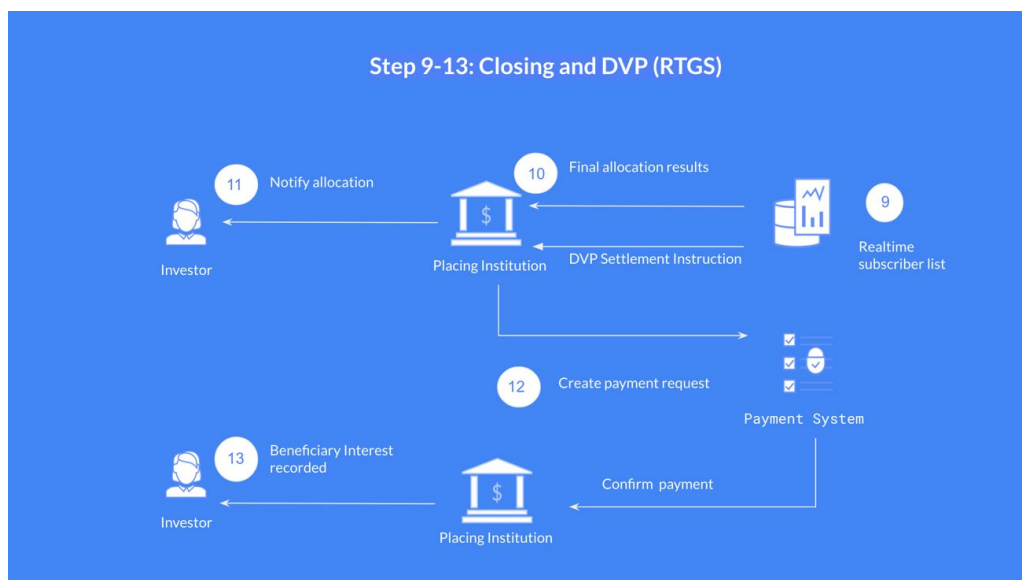 Step 9-13: Closing and DVP (RTGS)
11
Notify allocation
10
Final allocation results
9
$
Investor
Placing Institution
DVP Settlement Instruction
Realtime
subscriber list
12
Create payment request
Payment System
13
Beneficiary Interest
recorded
Confirm payment
$
Investor
Placing Institution